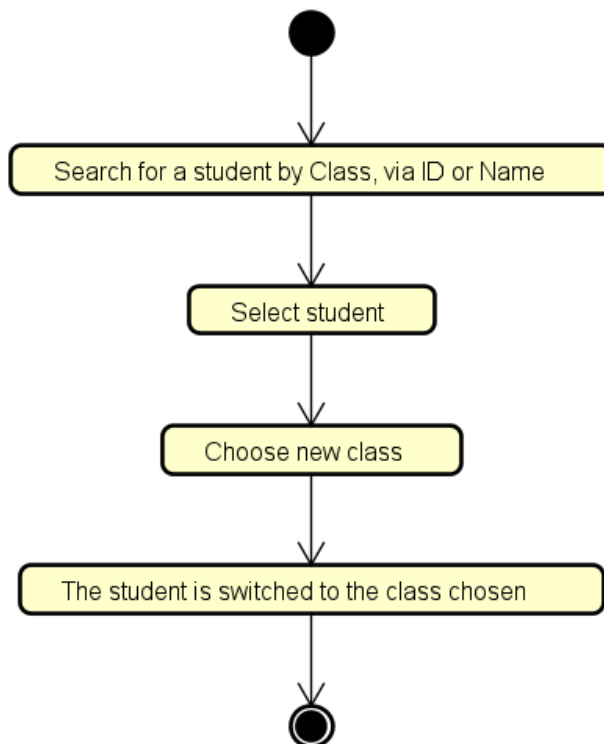 Search for a student by Class, via ID or Name
Select student
Choose new class
The student is switched to the class chosen